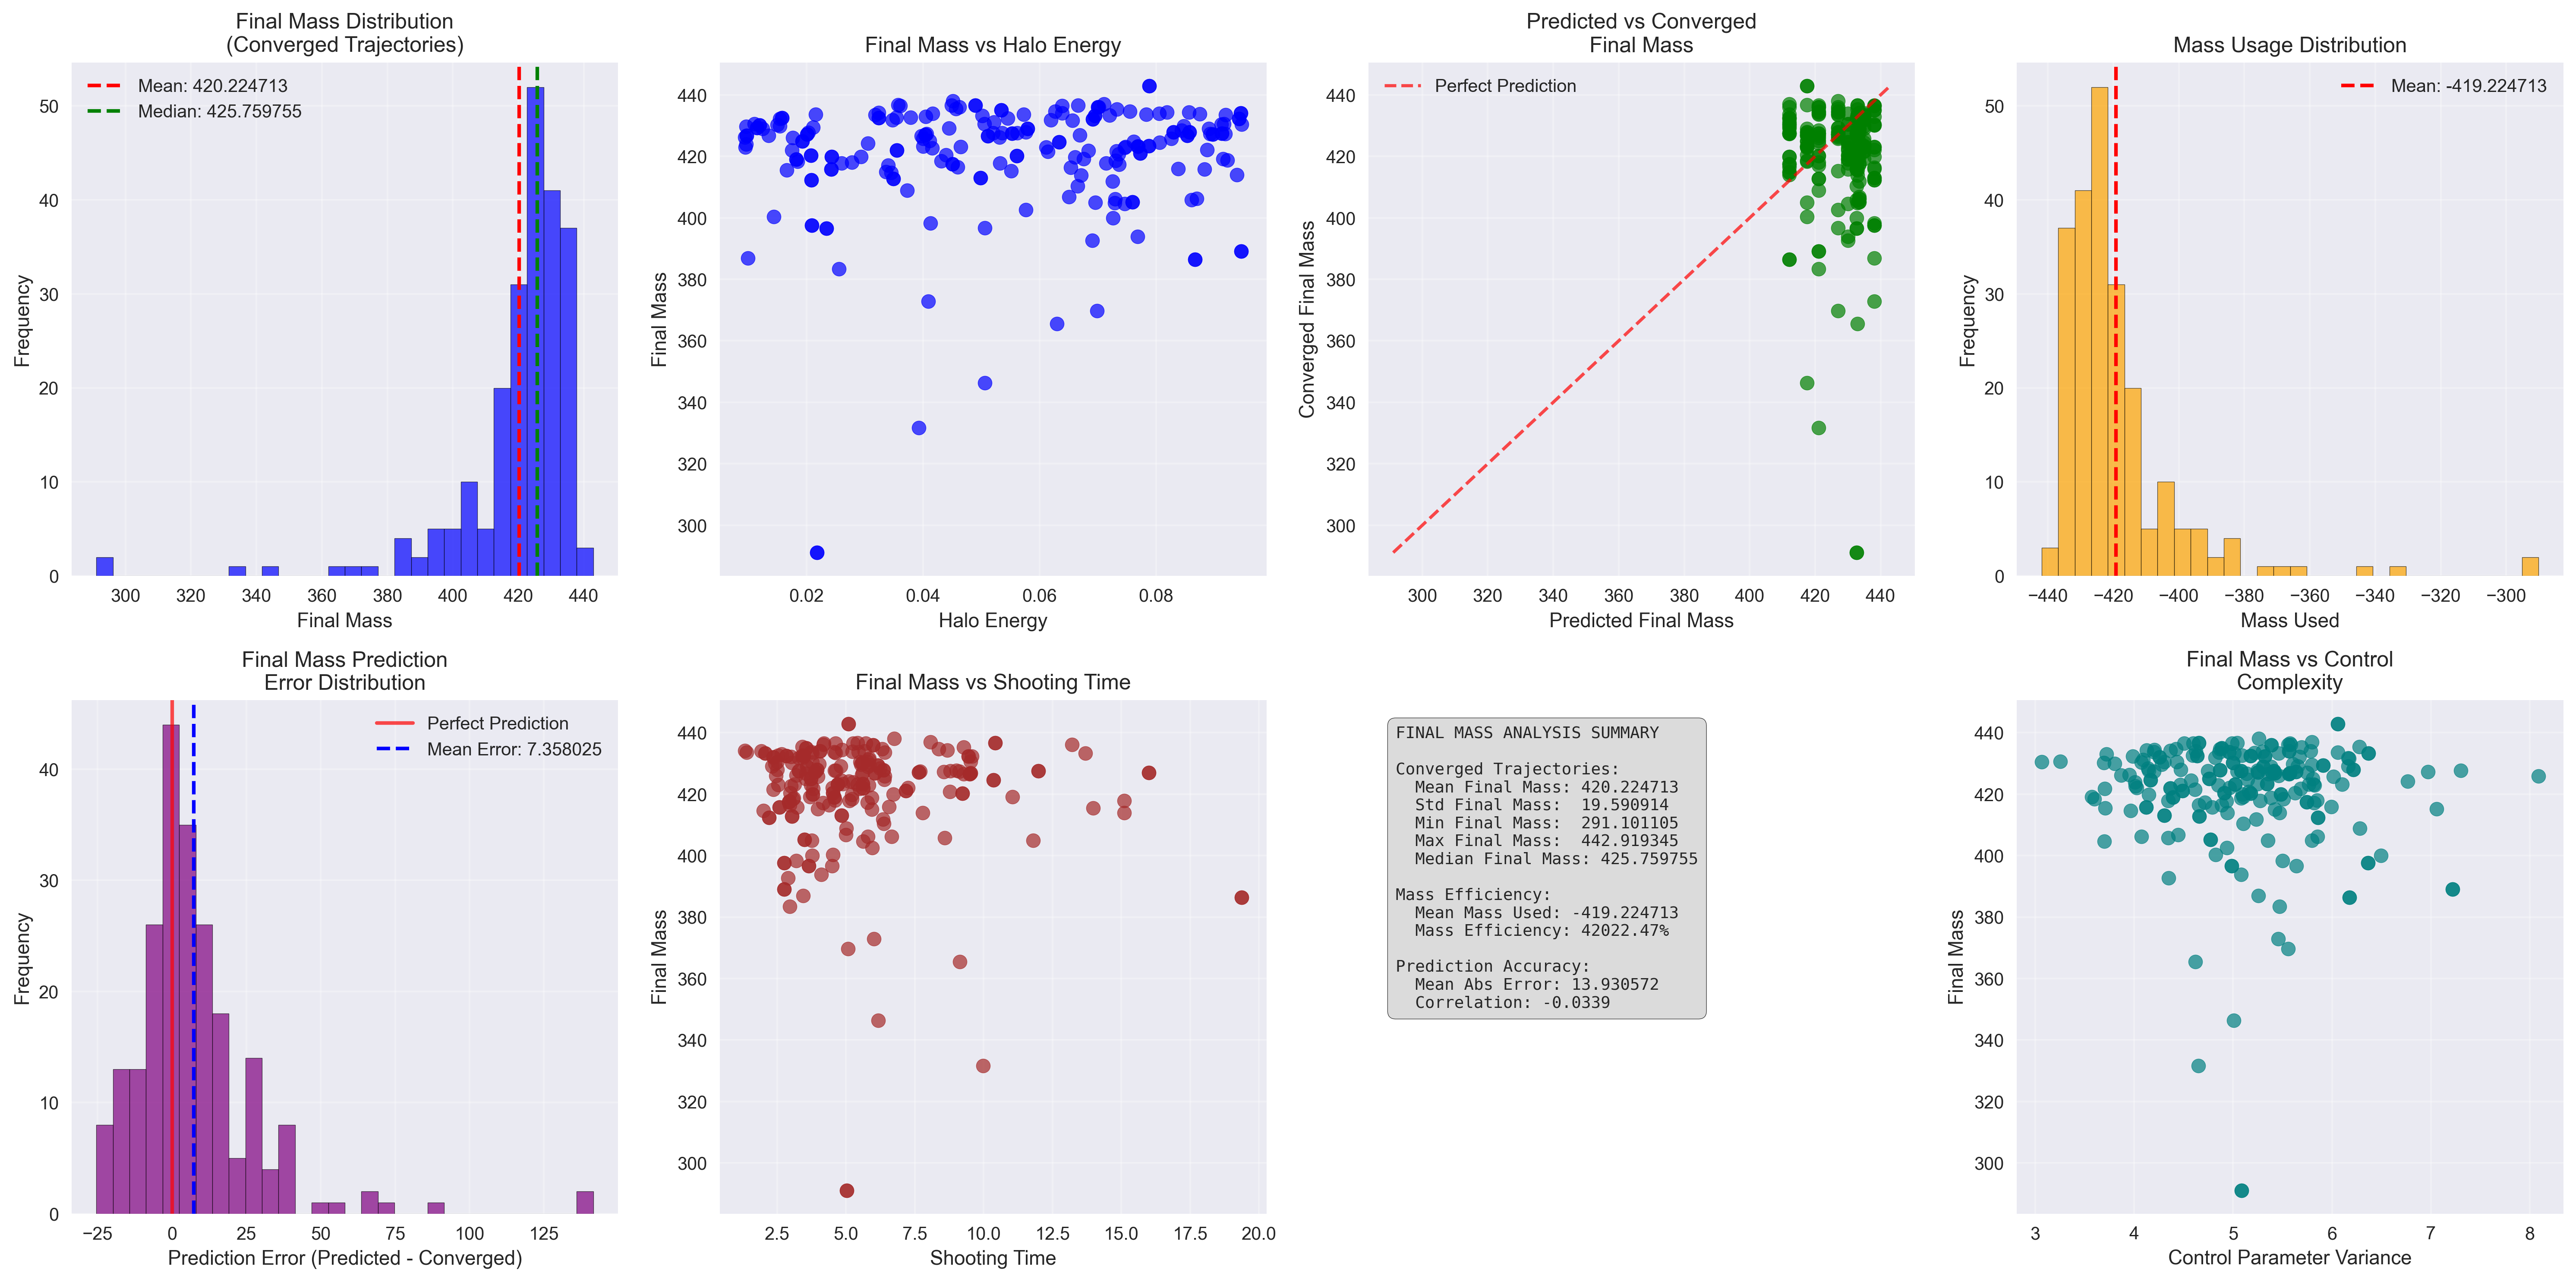 Final Mass Distribution
(Converged Trajectories)
Mean: 420.224713
Median: 425.759755
50
40
30
20
10
0
300 320 340 360 380 400 420 440
Frequency
Final Mass
Final Mass vs Halo Energy
440
420
400
380
360
340
320
300
0.02 0.04 0.06 0.08
Final Mass
Halo Energy
Predicted vs Converged
Final Mass
Perfect Prediction
440
420
400
380
360
340
320
300
300 320 340 360 380 400 420 440
Converged Final Mass
Predicted Final Mass
Mass Usage Distribution
Mean: -419.224713
50
40
30
20
10
0
−440 −420 −400 −380 −360 −340 −320 −300
Frequency
Mass Used
Final Mass Prediction
Error Distribution
Perfect Prediction
Mean Error: 7.358025
40
30
20
10
0
−25 0 25 50 75 100 125
Frequency
Prediction Error (Predicted - Converged)
Final Mass vs Shooting Time
440
420
400
380
360
340
320
300
2.5 5.0 7.5 10.0 12.5 15.0 17.5 20.0
Final Mass
Shooting Time
FINAL MASS ANALYSIS SUMMARY
Converged Trajectories:
Mean Final Mass: 420.224713
Std Final Mass: 19.590914
Min Final Mass: 291.101105
Max Final Mass: 442.919345
Median Final Mass: 425.759755
Mass Efficiency:
Mean Mass Used: -419.224713
Mass Efficiency: 42022.47%
Prediction Accuracy:
Mean Abs Error: 13.930572
Correlation: -0.0339
Final Mass vs Control
Complexity
440
420
400
380
360
340
320
300
3 4 5 6 7 8
Final Mass
Control Parameter Variance